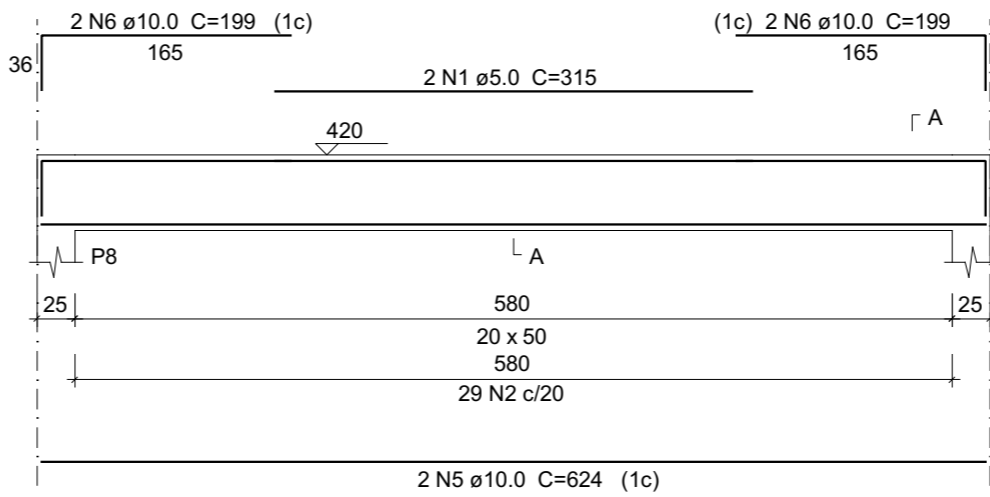 2 N6 ø10.0 C=199 (1c)
(1c) 2 N6 ø10.0 C=199
36
165
165
2 N1 ø5.0 C=315
A
420
P8
A
25
580
25
20 x 50
580
29 N2 c/20
2 N5 ø10.0 C=624 (1c)